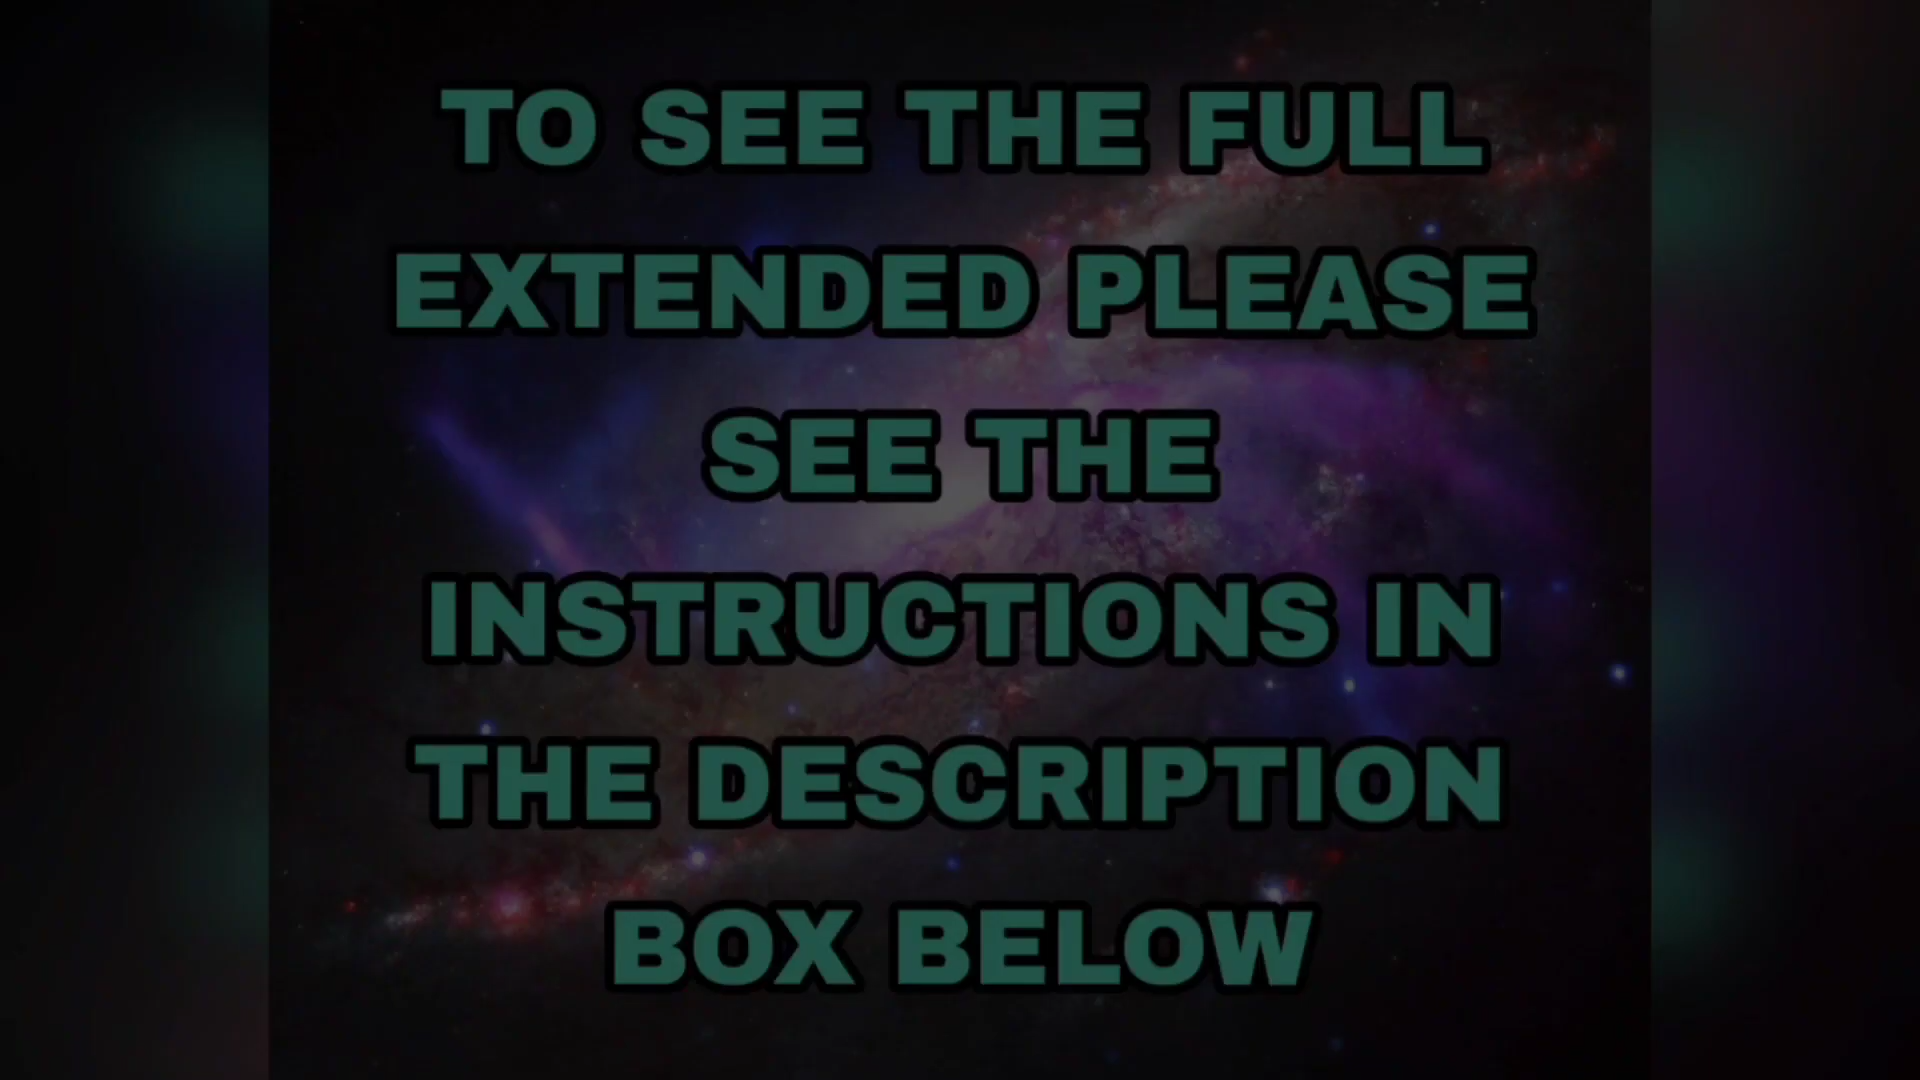 TO SEE THE FULL
EXTENDED PLEASE
SEE THE
INSTRUCTIONS IN
THE DESCRIPTION
BOX BELOW